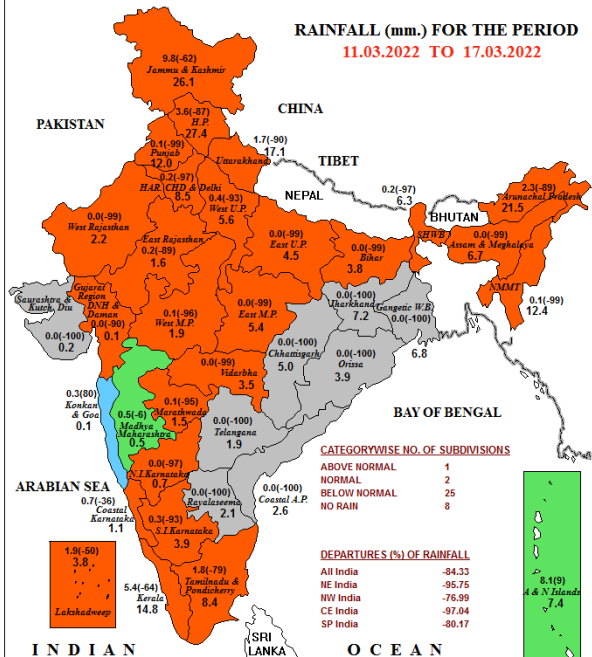 RAINFALL (mm.) FOR THE PERIOD
11.03.2022 TO 17.03.2022
9.8(-62)
Jammu & Kashmir
26.1
CHINA
3.6(-87)
H.P.
27.4
PAKISTAN
0.1(-99)
Punjab
12.0
1.7(-90)
17.1
Uttarakhand
TIBET
0.2(-97)
HAR. CHD & Delhi
8.5
0.4(-93)
West U.P.
5.6
NEPAL
0.2(-97)
6.3
BHUTAN
2.3(-89)
Arunachal Pradesh
21.5
0.0(-99)
West Rajasthan
2.2
East Rajasthan
0.2(-89)
1.6
0.0(-99)
East U.P.
4.5
0.0(-99)
Bihar
3.8
SHWB
0.0(-99)
Assam & Meghalaya
6.7
NMMT
0.1(-99)
12.4
Saurashtra &
Kutch, Diu
0.0(-100)
0.2
Gujarat
Region
DNH &
Daman
0.0(-90)
0.1
0.1(-96)
West M.P.
1.9
0.0(-99)
East M.P.
5.4
0.0(-100)
Jharkhand
7.2
Gangetic W.B.
0.0(-100)
6.8
0.0(-100)
Chhattisgarh
5.0
0.0(-100)
Orissa
3.9
0.0(-99)
Vidarbha
3.5
0.3(80)
Konkan
& Goa
0.1
0.5(-6)
Madhya
Maharashtra
0.5
0.1(-95)
Marathwada
1.5
0.0(-100)
Telangana
1.9
BAY OF BENGAL
ARABIAN SEA
0.0(-97)
N.I.Karnataka
0.7
0.7(-36)
Coastal
Karnataka
1.1
0.0(-100)
Rayalaseema
2.1
0.0(-100)
Coastal A.P.
2.6
0.3(-93)
S.I.Karnataka
3.9
CATEGORYWISE NO. OF SUBDIVISIONS
ABOVE NORMAL 1
NORMAL 2
BELOW NORMAL 25
NO RAIN 8
DEPARTURES (%) OF RAINFALL
All India -84.33
NE India -95.75
NW India -76.99
CE India -97.04
SP India -80.17
1.9(-50)
3.8
Lakshadweep
5.4(-64)
Kerala
14.8
1.8(-79)
Tamilnadu &
Pondicherry
8.4
8.1(9)
A & N Islands
7.4
SRI
LANKA
INDIAN OCEAN